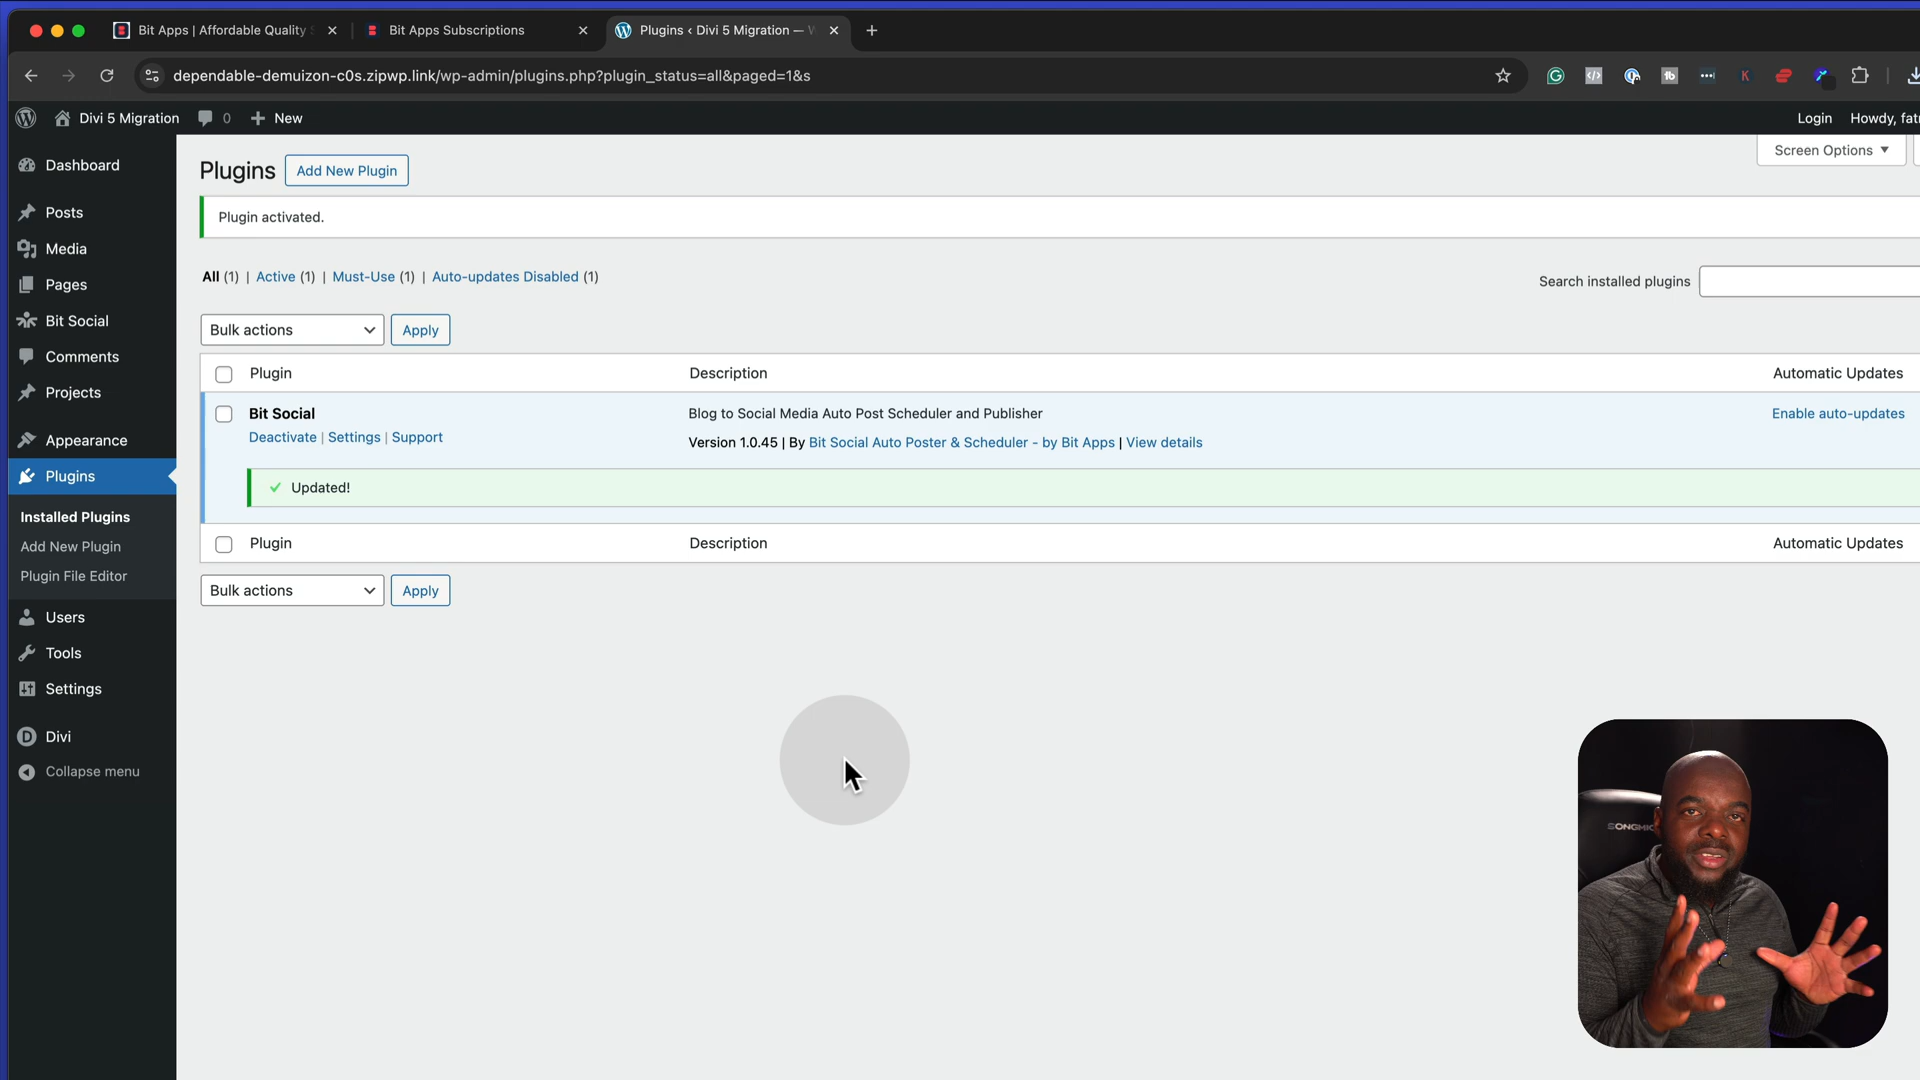 Bit Apps | Affordable Quality
Bit Apps Subscriptions
Plugins ‹ Divi 5 Migration —
dependable-demuizon-c0s.zipwp.link/wp-admin/plugins.php?plugin_status=all&paged=1&s
Divi 5 Migration
0
New
Login
Howdy, fat
Screen Options
Dashboard
Posts
Media
Pages
Bit Social
Comments
Projects
Appearance
Plugins
Installed Plugins
Add New Plugin
Plugin File Editor
Users
Tools
Settings
Divi
Collapse menu
Plugins
Add New Plugin
Plugin activated.
All (1) | Active (1) | Must-Use (1) | Auto-updates Disabled (1)
Search installed plugins
Bulk actions
Apply
Plugin
Description
Automatic Updates
Bit Social
Deactivate | Settings | Support
Blog to Social Media Auto Post Scheduler and Publisher
Version 1.0.45 | By Bit Social Auto Poster & Scheduler - by Bit Apps | View details
Enable auto-updates
Updated!
Plugin
Description
Automatic Updates
Bulk actions
Apply
SONGMIC